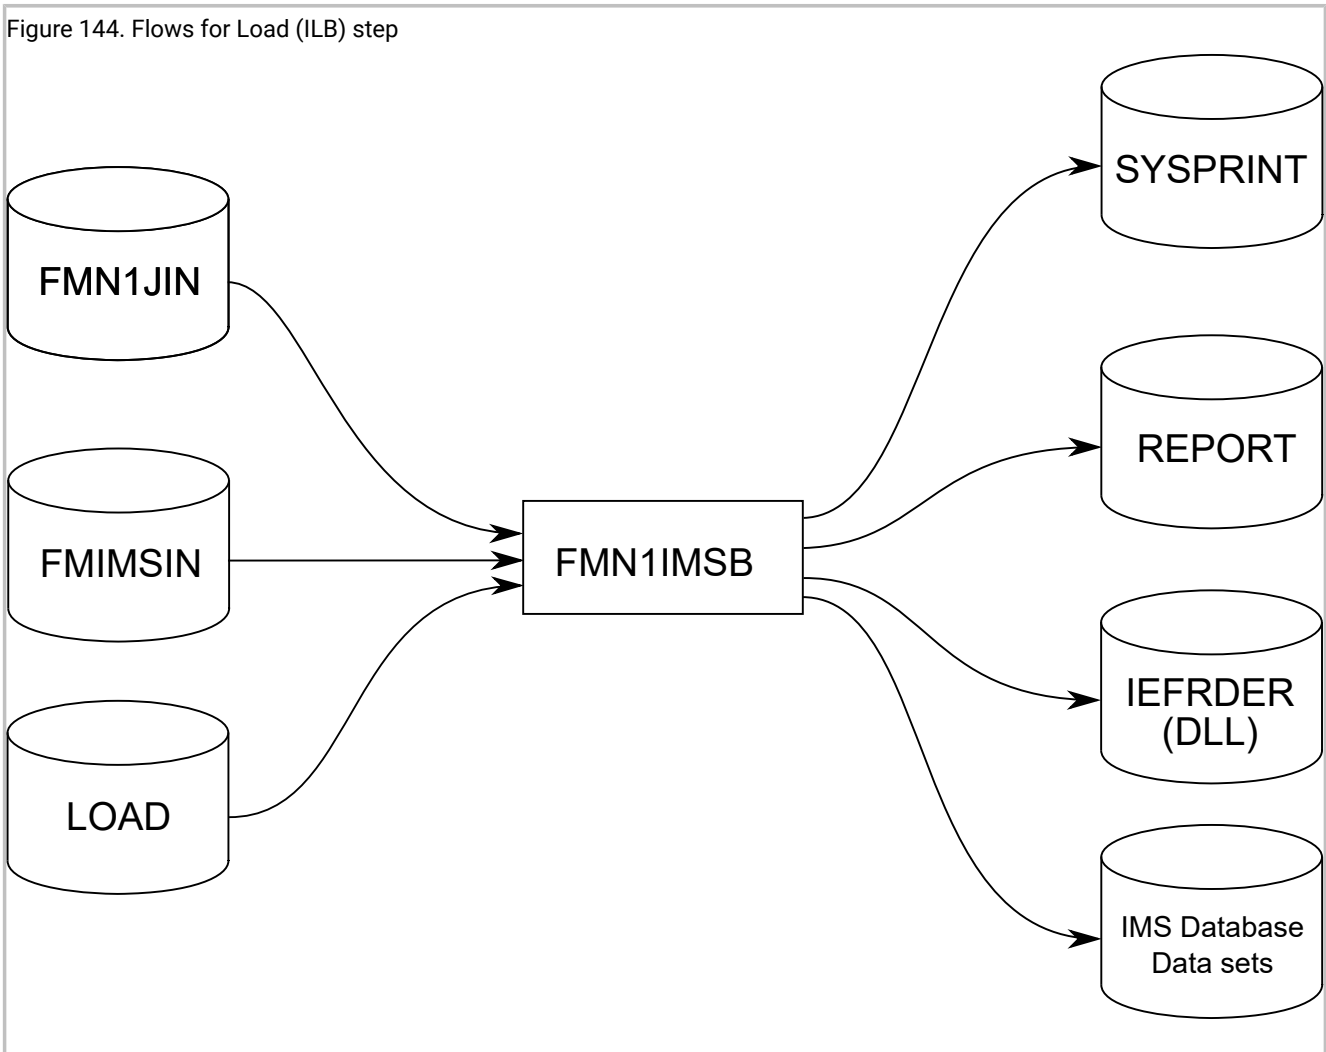 Figure 144. Flows for Load (ILB) step
SYSPRINT
FMN1JIN
REPORT
FMIMSIN
FMN1IMSB
IEFRDER
(DLL)
LOAD
IMS Database
Data sets